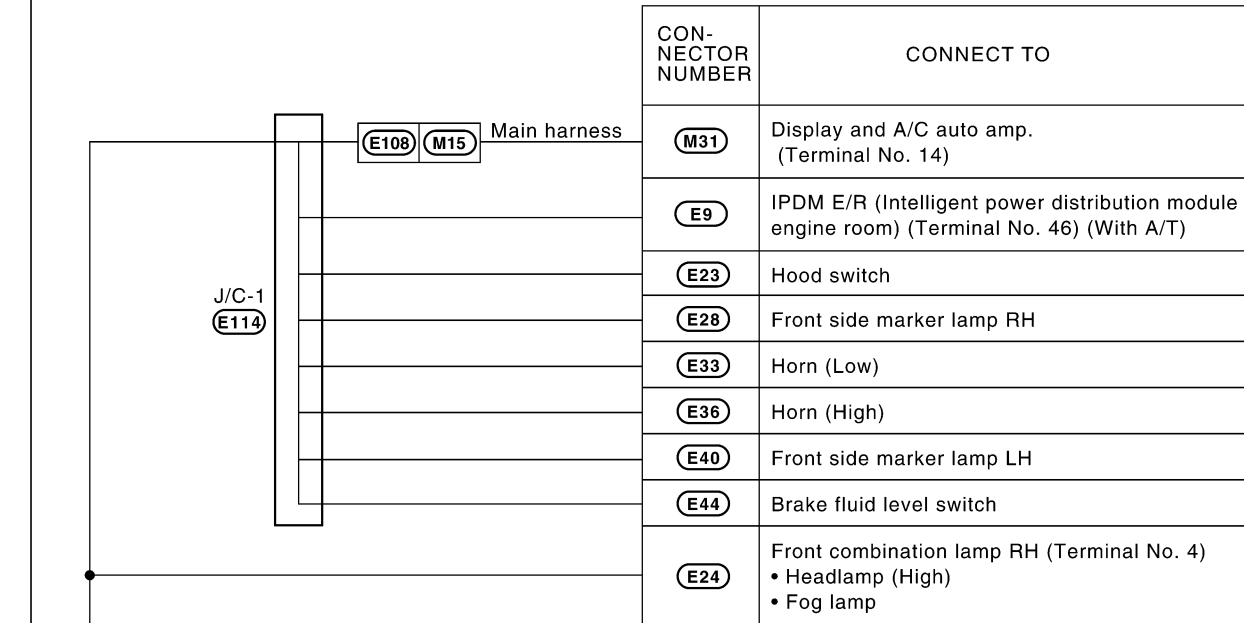 CON-
NECTOR
NUMBER
CONNECT TO
E108 M15 Main harness
M31
Display and A/C auto amp.
(Terminal No. 14)
E9
IPDM E/R (Intelligent power distribution module
engine room) (Terminal No. 46) (With A/T)
E23
Hood switch
J/C-1
E114
E28
Front side marker lamp RH
E33
Horn (Low)
E36
Horn (High)
E40
Front side marker lamp LH
E44
Brake fluid level switch
E24
Front combination lamp RH (Terminal No. 4)
• Headlamp (High)
• Fog lamp